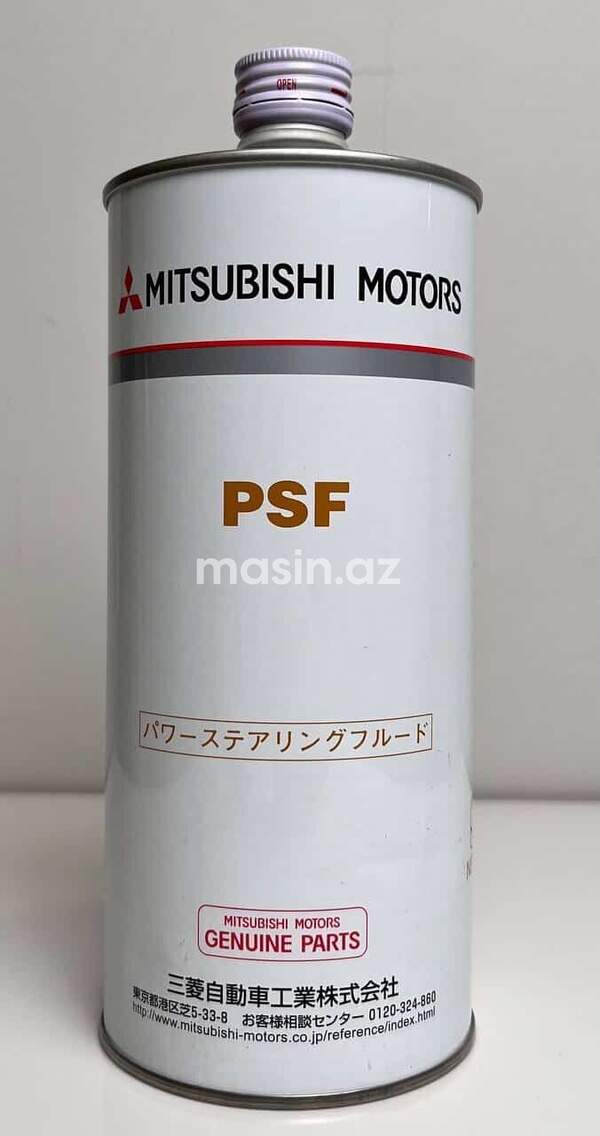 OPEN
MITSUBISHI MOTORS
PSF
masin.az
パワーステアリングフルード
MITSUBISHI MOTORS
GENUINE PARTS
三菱自動車工業株式会社
東京都港区芝5-33-8 お客様相談センター 0120-324-860
http://www.mitsubishi-motors.co.jp/reference/index.html